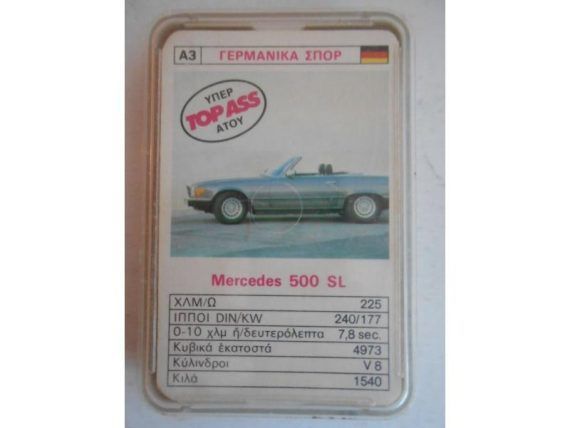 A3 ΓΕΡΜΑΝΙΚΑ ΣΠΟΡ
ΥΠΕΡ
TOP ASS
ΑΤΟΥ
Mercedes 500 SL
ΧΛΜ/Ω 225
ΙΠΠΟΙ DIN/KW 240/177
0-10 χλμ ή/δευτερόλεπτα 7,8 sec.
Κυβικά ἑκατοστά 4973
Κύλινδροι V 8
Κιλά 1540